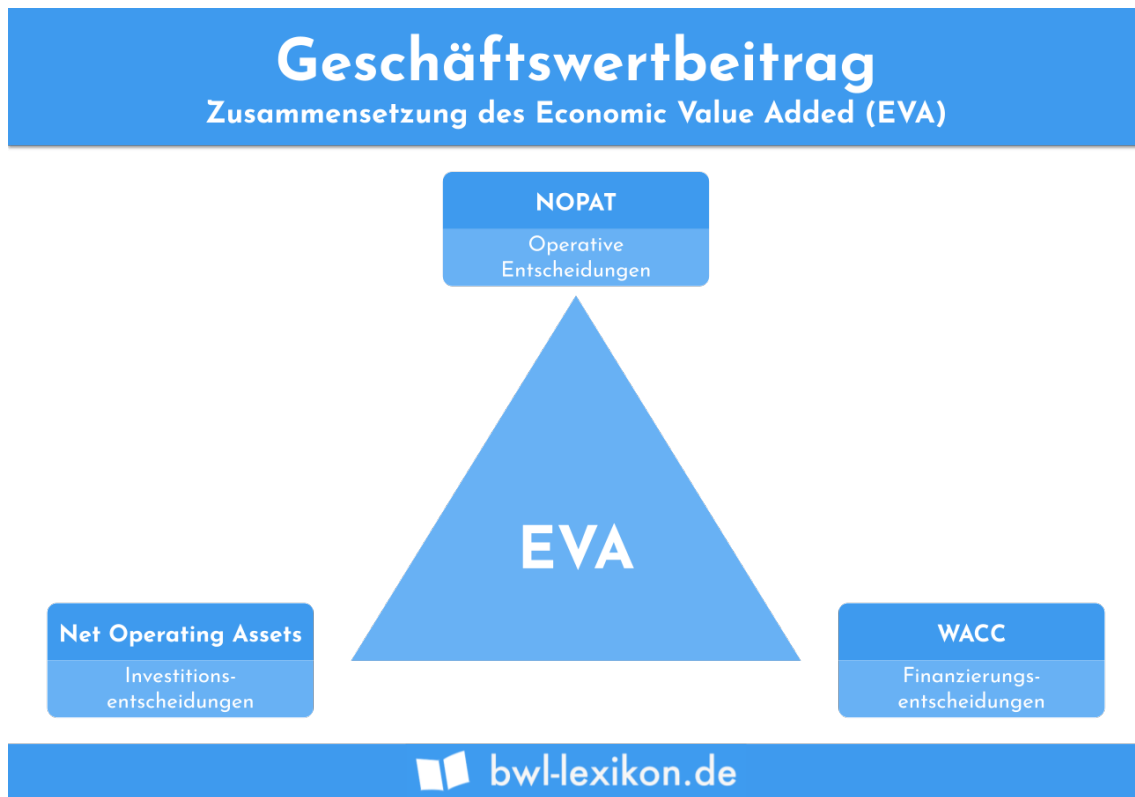 Geschäftswertbeitrag
Zusammensetzung des Economic Value Added (EVA)
NOPAT
Operative
Entscheidungen
EVA
Net Operating Assets
Investitions-
entscheidungen
WACC
Finanzierungs-
entscheidungen
bwl-lexikon.de